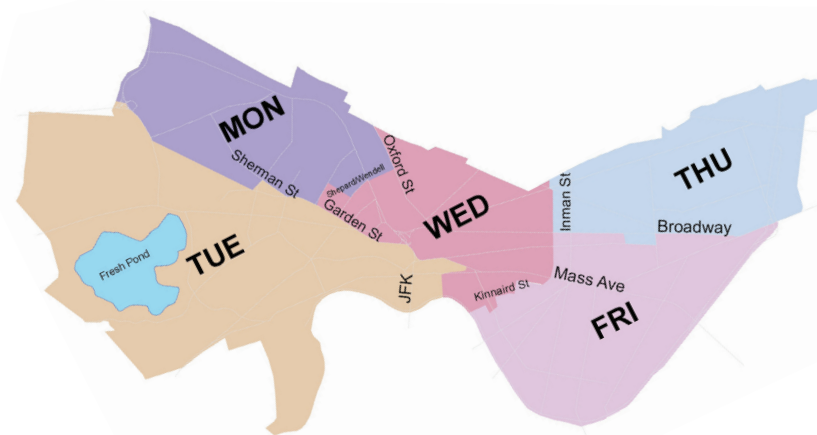 MON
Sherman St
Oxford St
Shepard/Wendell
Garden St
WED
THU
Inman St
Broadway
TUE
Fresh Pond
JFK
Kinnaird St
Mass Ave
FRI